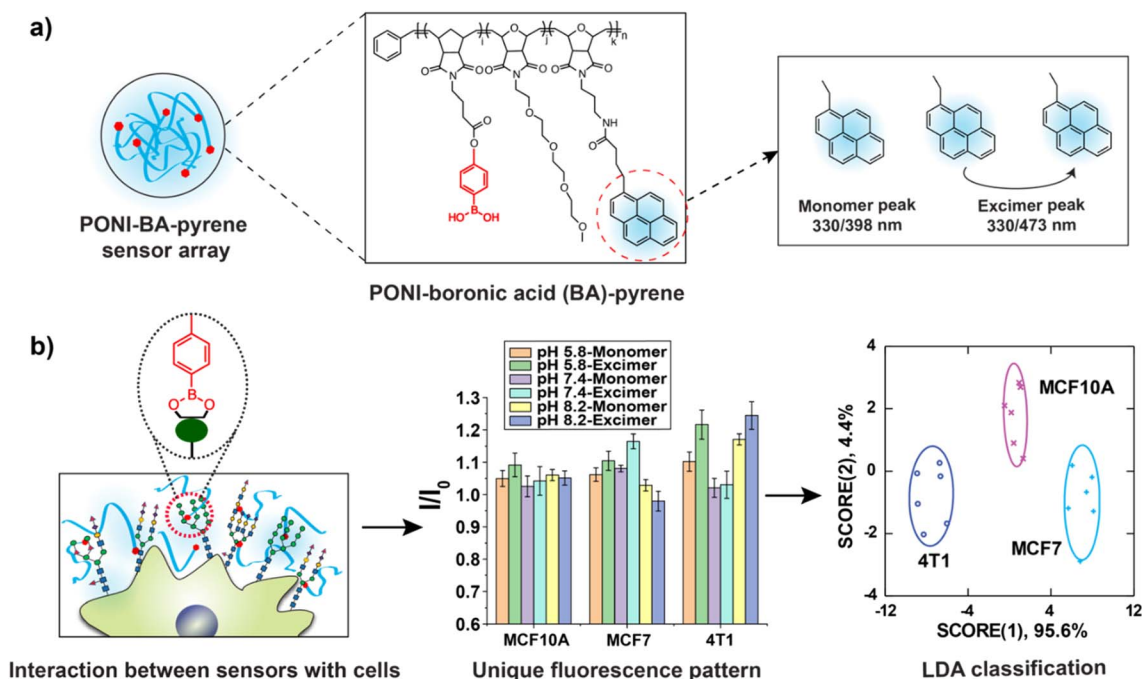 a)
PONI-BA-pyrene
sensor array
O
O
i
j
k
n
O
N
O
O
N
O
O
N
O
O
O
O
O
O
O
NH
O
B
HO
OH
PONI-boronic acid (BA)-pyrene
Monomer peak
330/398 nm
Excimer peak
330/473 nm
b)
B
O
O
Interaction between sensors with cells
pH 5.8-Monomer
pH 5.8-Excimer
pH 7.4-Monomer
pH 7.4-Excimer
pH 8.2-Monomer
pH 8.2-Excimer
I/I0
1.3
1.2
1.1
1.0
0.9
0.8
0.7
0.6
MCF10A
MCF7
4T1
Unique fluorescence pattern
SCORE(2), 4.4%
4
2
0
-2
-4
MCF10A
4T1
MCF7
-12
-4
4
12
SCORE(1), 95.6%
LDA classification